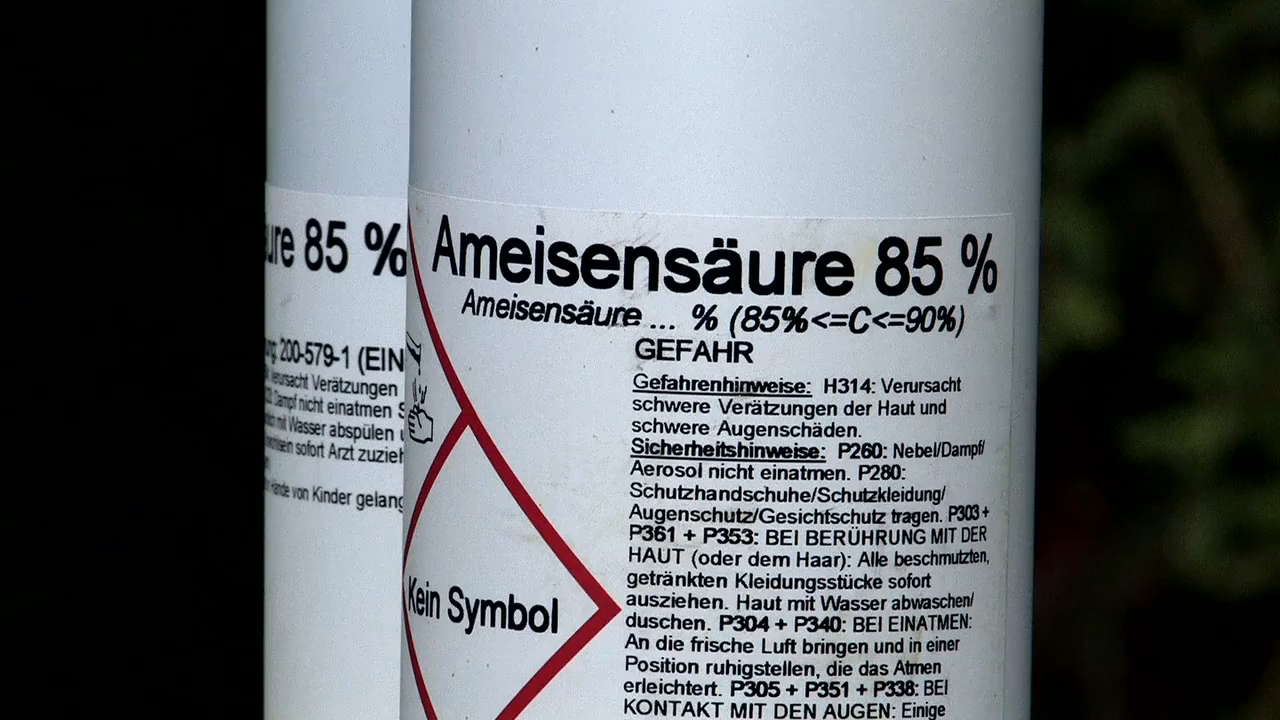 ure 85 %
200-579-1 (EIN
Verursacht Verätzungen
Dampf nicht einatmen
mit Wasser abspülen
sofort Arzt zuzieh
Hände von Kinder gelang
Ameisensäure 85 %
Ameisensäure ... % (85%<=C<=90%)
GEFAHR
Gefahrenhinweise: H314: Verursacht
schwere Verätzungen der Haut und
schwere Augenschäden.
Sicherheitshinweise: P260: Nebel/Dampf/
Aerosol nicht einatmen. P280:
Schutzhandschuhe/Schutzkleidung/
Augenschutz/Gesichtschutz tragen. P303 +
P361 + P353: BEI BERÜHRUNG MIT DER
HAUT (oder dem Haar): Alle beschmutzten,
getränkten Kleidungsstücke sofort
ausziehen. Haut mit Wasser abwaschen/
duschen. P304 + P340: BEI EINATMEN:
An die frische Luft bringen und in einer
Position ruhigstellen, die das Atmen
erleichtert. P305 + P351 + P338: BEI
KONTAKT MIT DEN AUGEN: Einige
Kein Symbol